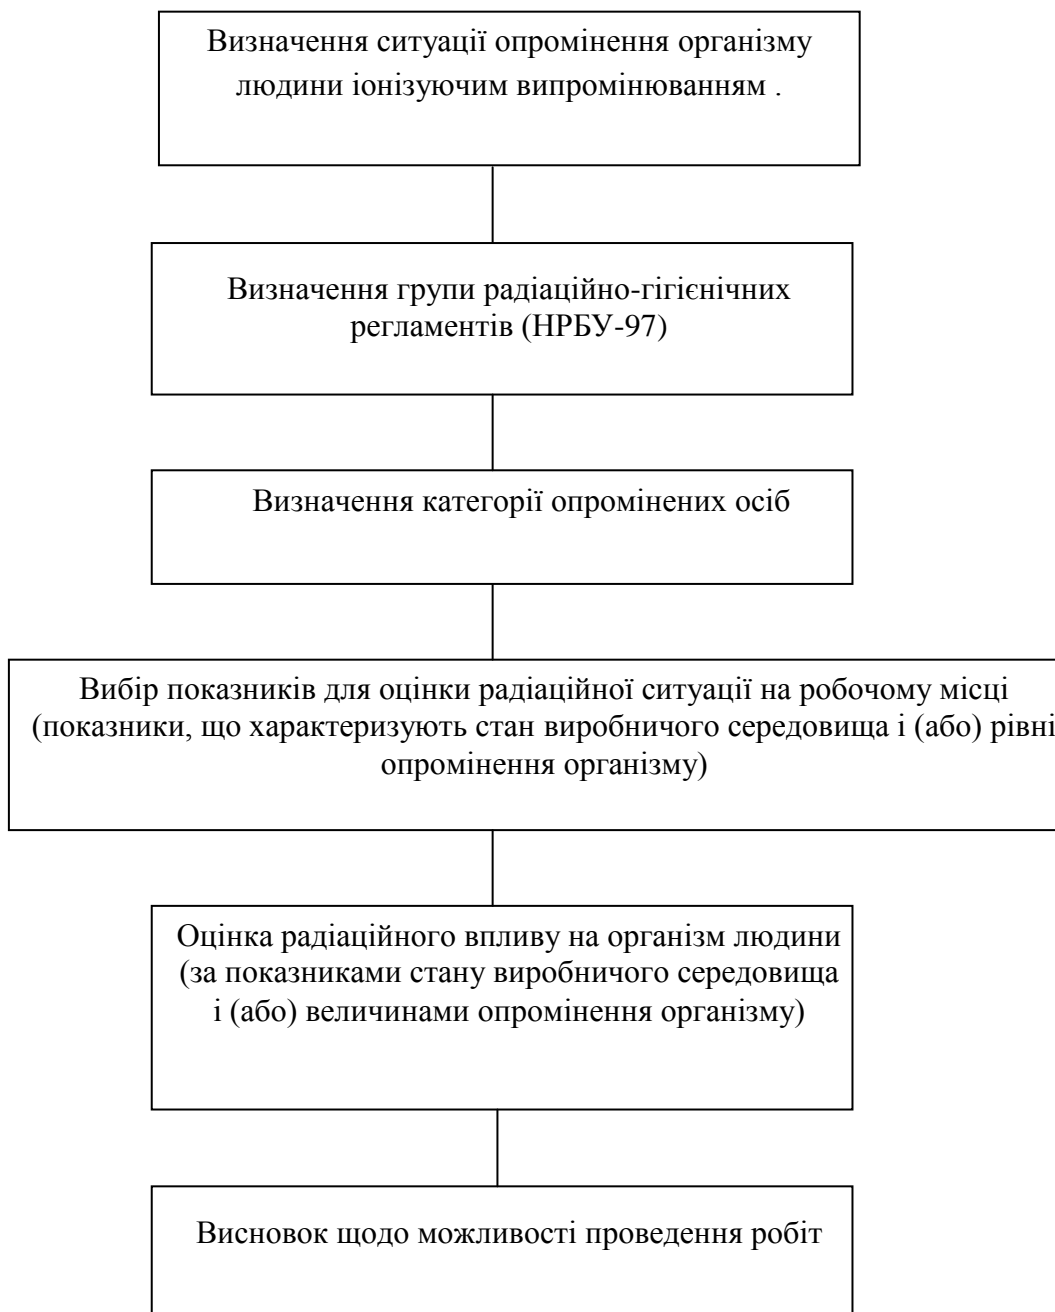 Визначення ситуації опромінення організму
людини іонізуючим випромінюванням .
Визначення групи радіаційно-гігієнічних
регламентів (НРБУ-97)
Визначення категорії опромінених осіб
Вибір показників для оцінки радіаційної ситуації на робочому місці
(показники, що характеризують стан виробничого середовища і (або) рівні
опромінення організму)
Оцінка радіаційного впливу на організм людини
(за показниками стану виробничого середовища
і (або) величинами опромінення організму)
Висновок щодо можливості проведення робіт